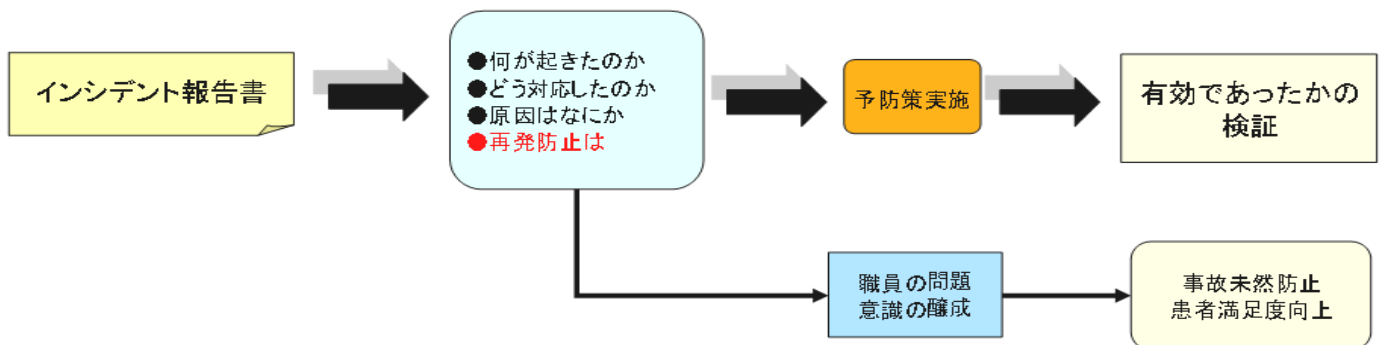 インシデント報告書
●何が起きたのか
●どう対応したのか
●原因はなにか
●再発防止は
予防策実施
有効であったかの
検証
職員の問題
意識の醸成
事故未然防止
患者満足度向上